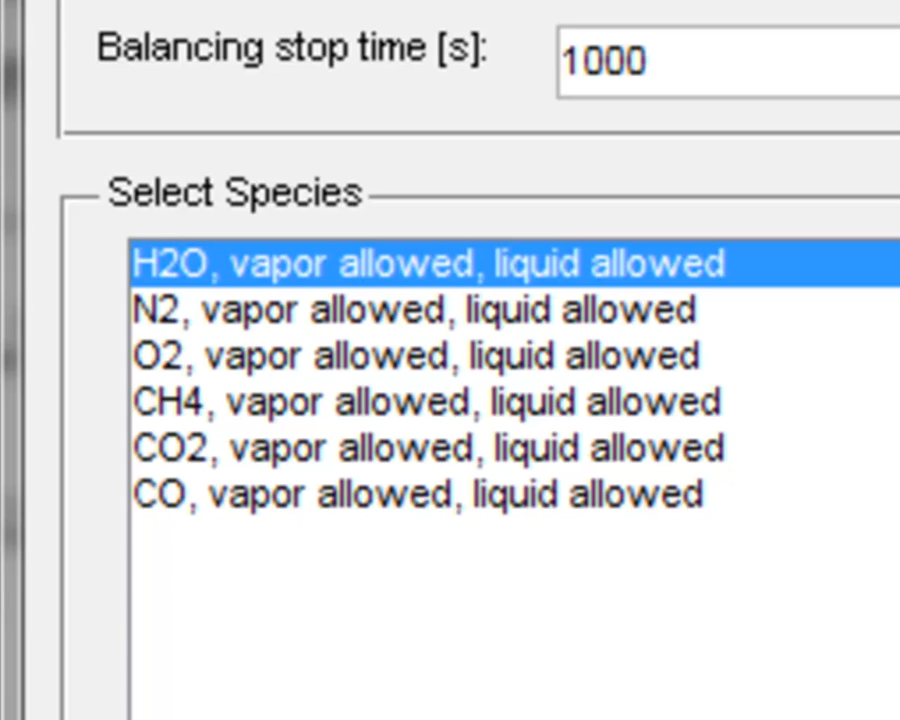 Balancing stop time [s]: 1000
Select Species
H2O, vapor allowed, liquid allowed
N2, vapor allowed, liquid allowed
O2, vapor allowed, liquid allowed
CH4, vapor allowed, liquid allowed
CO2, vapor allowed, liquid allowed
CO, vapor allowed, liquid allowed